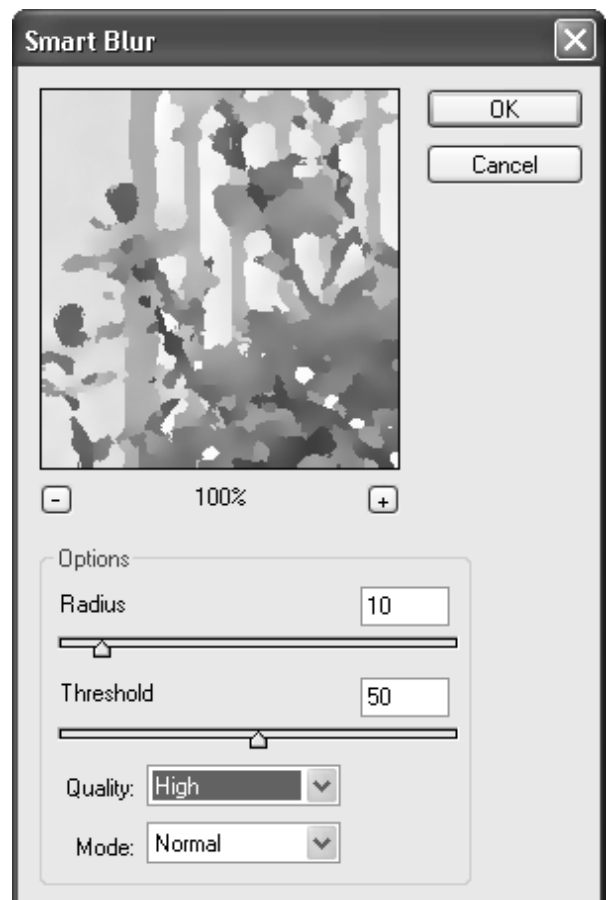 Smart Blur
OK
Cancel
- 100% +
Options
Radius 10
Threshold 50
Quality: High
Mode: Normal